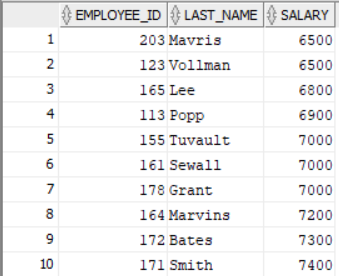 EMPLOYEE_ID LAST_NAME SALARY
1 203 Mavris 6500
2 123 Vollman 6500
3 165 Lee 6800
4 113 Popp 6900
5 155 Tuvault 7000
6 161 Sewall 7000
7 178 Grant 7000
8 164 Marvins 7200
9 172 Bates 7300
10 171 Smith 7400